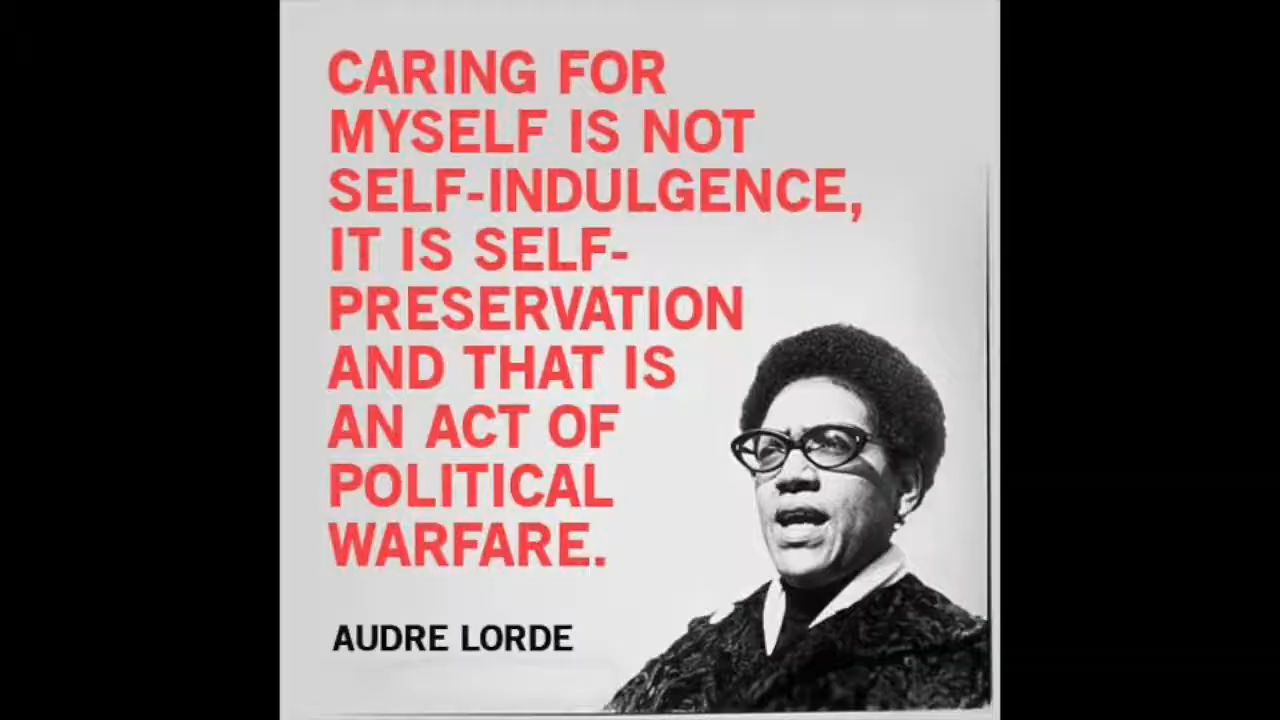 CARING FOR
MYSELF IS NOT
SELF-INDULGENCE,
IT IS SELF-
PRESERVATION
AND THAT IS
AN ACT OF
POLITICAL
WARFARE.
AUDRE LORDE